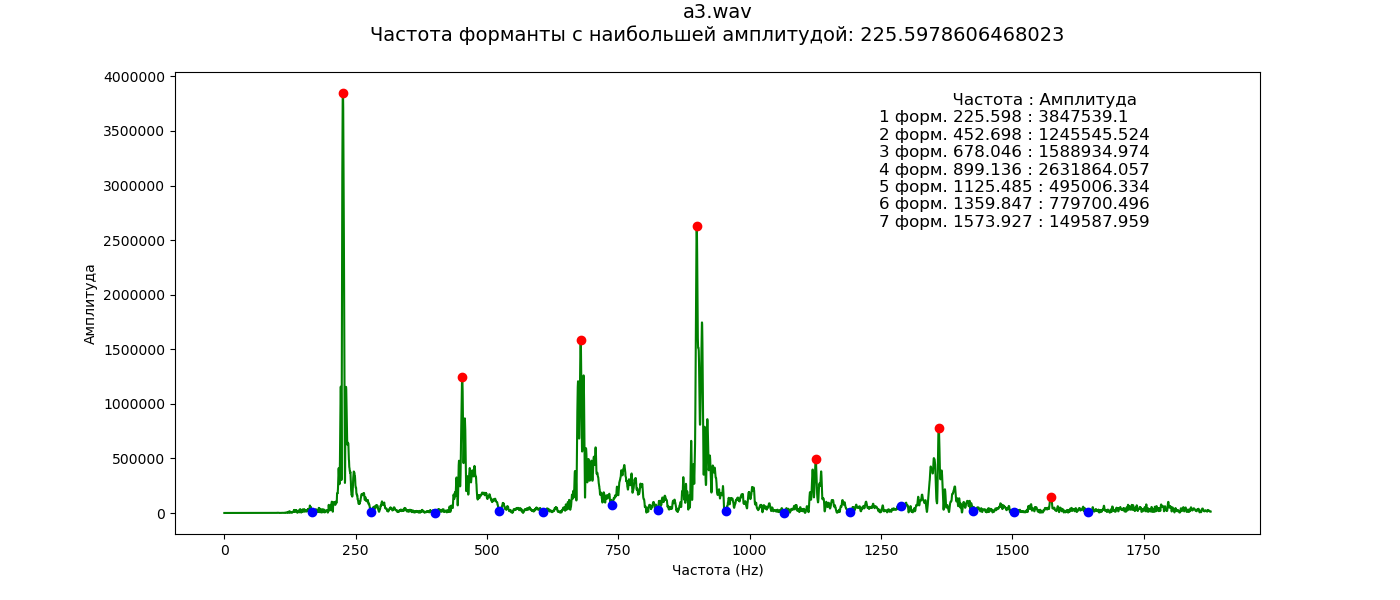 a3.wav
Частота форманты с наибольшей амплитудой: 225.5978606468023
Частота : Амплитуда
1 форм. 225.598 : 3847539.1
2 форм. 452.698 : 1245545.524
3 форм. 678.046 : 1588934.974
4 форм. 899.136 : 2631864.057
5 форм. 1125.485 : 495006.334
6 форм. 1359.847 : 779700.496
7 форм. 1573.927 : 149587.959
Амплитуда
4000000
3500000
3000000
2500000
2000000
1500000
1000000
500000
0
0 250 500 750 1000 1250 1500 1750
Частота (Hz)